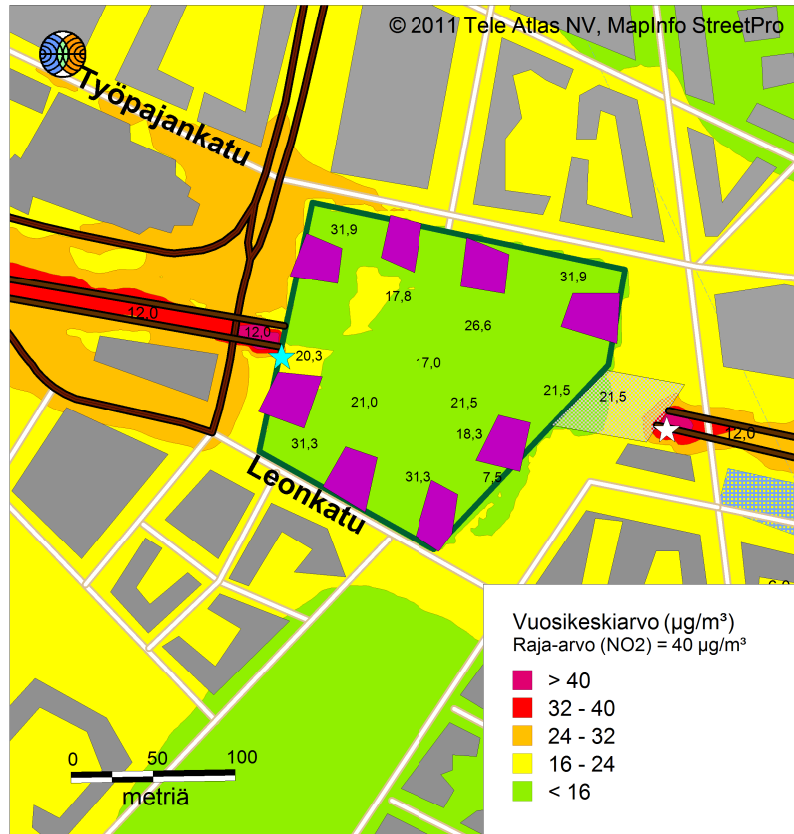 © 2011 Tele Atlas NV, MapInfo StreetPro
Työpajankatu
31,9
31,9
17,8
12,0
12,0
26,6
20,3
17,0
21,0
21,5
21,5
21,5
18,3
12,0
31,3
31,3
7,5
Leonkatu
Vuosikeskiarvo (µg/m³)
Raja-arvo (NO2) = 40 µg/m³
> 40
32 - 40
24 - 32
16 - 24
< 16
0 50 100
metriä